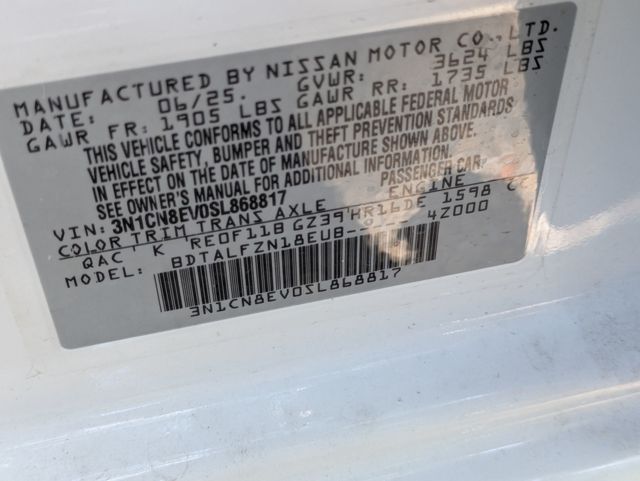 MANUFACTURED BY NISSAN MOTOR CO., LTD.
DATE: 06/25. GVWR: 3624 LBS
GAWR FR: 1905 LBS GAWR RR: 1735 LBS
THIS VEHICLE CONFORMS TO ALL APPLICABLE FEDERAL MOTOR
VEHICLE SAFETY, BUMPER AND THEFT PREVENTION STANDARDS
IN EFFECT ON THE DATE OF MANUFACTURE SHOWN ABOVE.
SEE OWNERS MANUAL FOR ADDITIONAL INFORMATION.
VIN: 3N1CN8EV0SL868817 PASSENGER CAR
COLOR TRIM TRANS AXLE ENGINE
QAC K RE0F11B GZ39 HR16DE 1598 CC
MODEL: BDTALFZN18EUB-
4Z000
3N1CN8EV0SL868817